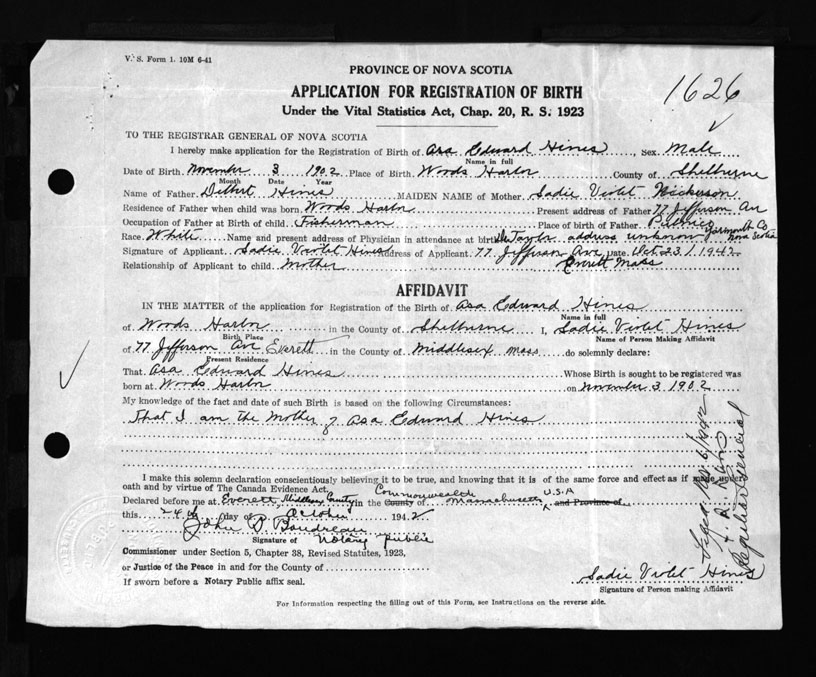 V. S. Form 1. 10M 6-41
PROVINCE OF NOVA SCOTIA
1626
APPLICATION FOR REGISTRATION OF BIRTH
Under the Vital Statistics Act, Chap. 20, R. S. 1923
TO THE REGISTRAR GENERAL OF NOVA SCOTIA
I hereby make application for the Registration of Birth of Asa Edward Hines, Sex Male
Name in full
Date of Birth November 3 1902 Place of Birth Woods Harbor County of Shelburne
Month Date Year
Name of Father Delbert Hines MAIDEN NAME of Mother Sadie Violet Nickerson
Residence of Father when child was born Woods Harbor Present address of Father 77 Jefferson Ave
Occupation of Father at Birth of child Fisherman Place of birth of Father Pubnico Yarmouth Co Nova Scotia
Race White Name and present address of Physician in attendance at birth Dr Taylor address unknown
Signature of Applicant Sadie Violet Hines Address of Applicant 77 Jefferson Ave Date Oct 23 1942
Relationship of Applicant to child Mother Everett Mass
AFFIDAVIT
IN THE MATTER of the application for Registration of the Birth of Asa Edward Hines
Name in full
of Woods Harbor in the County of Shelburne I, Sadie Violet Hines
Birth Place Name of Person Making Affidavit
of 77 Jefferson Ave Everett in the County of Middlesex Mass do solemnly declare:
Present Residence
That Asa Edward Hines Whose Birth is sought to be registered was
born at Woods Harbor on November 3 1902
My knowledge of the fact and date of such Birth is based on the following Circumstances:
That I am the Mother of Asa Edward Hines
I make this solemn declaration conscientiously believing it to be true, and knowing that it is of the same force and effect as if made under
oath and by virtue of The Canada Evidence Act.
Commonwealth U.S.A
Declared before me at Everett, Middlesex County in the County of Massachusetts and Province of
this 24th day of October 1942
John Boudreau
Signature of Notary Public
Commissioner under Section 5, Chapter 38, Revised Statutes, 1923,
or Justice of the Peace in and for the County of
If sworn before a Notary Public affix seal.
Sadie Violet Hines
Signature of Person making Affidavit
For Information respecting the filling out of this Form, see Instructions on the reverse side.
Registrar General